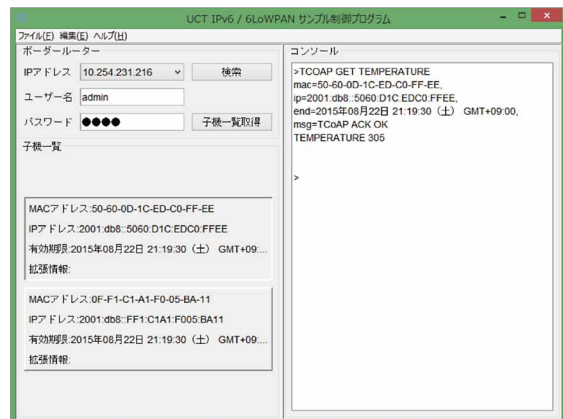 UCT IPv6 / 6LoWPAN サンプル制御プログラム
ファイル(F) 編集(E) ヘルプ(H)
ボーダールーター
IPアドレス 10.254.231.216 検索
ユーザー名 admin
パスワード ●●●● 子機一覧取得
子機一覧
MACアドレス:50-60-0D-1C-ED-C0-FF-EE
IPアドレス:2001:db8::5060:D1C:EDC0:FFEE
有効期限:2015年08月22日 21:19:30 (土) GMT+09:...
拡張情報:
MACアドレス:0F-F1-C1-A1-F0-05-BA-11
IPアドレス:2001:db8::FF1:C1A1:F005:BA11
有効期限:2015年08月22日 21:19:30 (土) GMT+09:...
拡張情報:
コンソール
>TCOAP GET TEMPERATURE
mac=50-60-0D-1C-ED-C0-FF-EE,
ip=2001:db8::5060:D1C:EDC0:FFEE,
end=2015年08月22日 21:19:30 (土) GMT+09:00,
msg=TCoAP ACK OK
TEMPERATURE 305
>